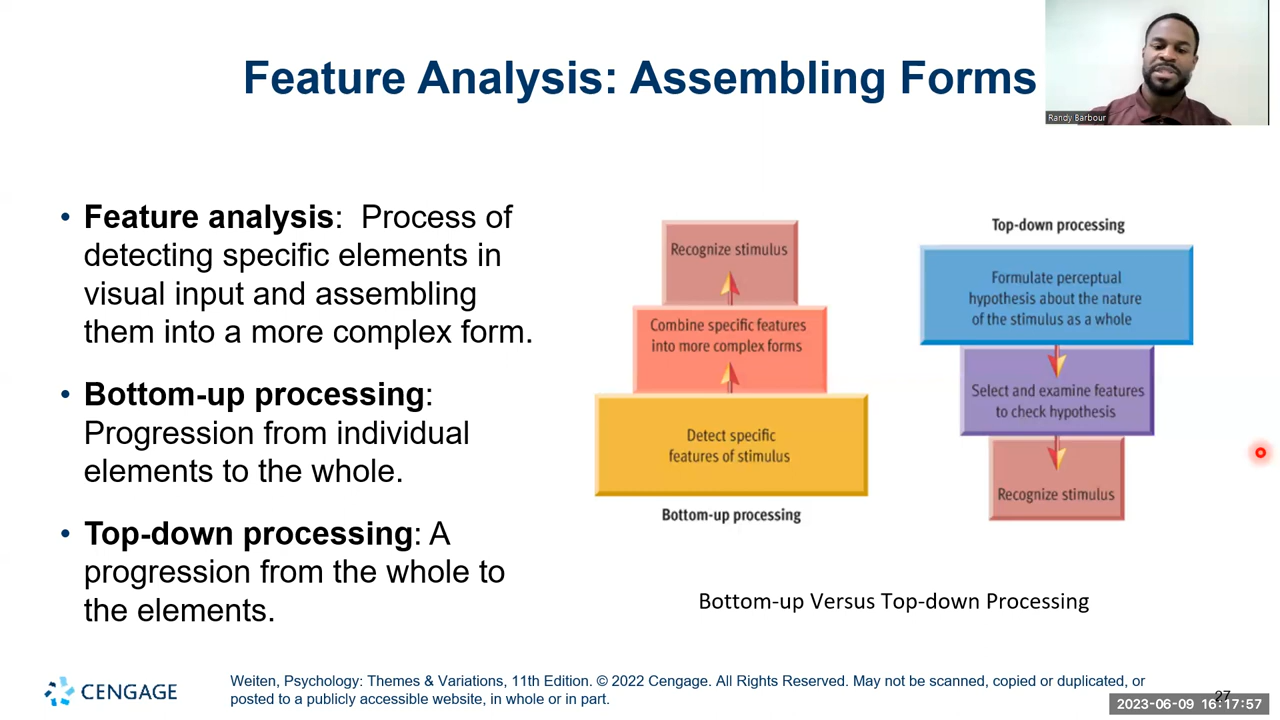 Feature Analysis: Assembling Forms
Randy Barbour
• Feature analysis: Process of
detecting specific elements in
visual input and assembling
them into a more complex form.
• Bottom-up processing:
Progression from individual
elements to the whole.
• Top-down processing: A
progression from the whole to
the elements.
Recognize stimulus
Combine specific features
into more complex forms
Detect specific
features of stimulus
Bottom-up processing
Top-down processing
Formulate perceptual
hypothesis about the nature
of the stimulus as a whole
Select and examine features
to check hypothesis
Recognize stimulus
Bottom-up Versus Top-down Processing
CENGAGE
Weiten, Psychology: Themes & Variations, 11th Edition. © 2022 Cengage. All Rights Reserved. May not be scanned, copied or duplicated, or
posted to a publicly accessible website, in whole or in part.
27
2023-06-09 16:17:57